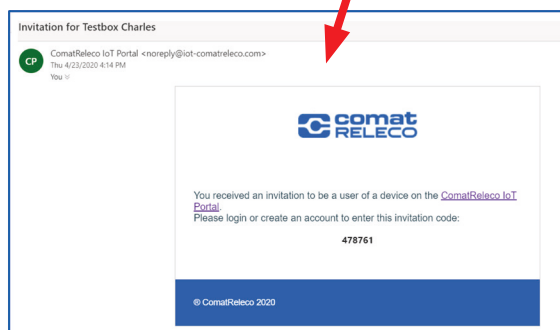 Invitation for Testbox Charles
CP
ComatReleco IoT Portal <noreply@iot-comatreleco.com>
Thu 4/23/2020 4:14 PM
You
comat
RELECO
You received an invitation to be a user of a device on the ComatReleco IoT
Portal.
Please login or create an account to enter this invitation code:
478761
® ComatReleco 2020